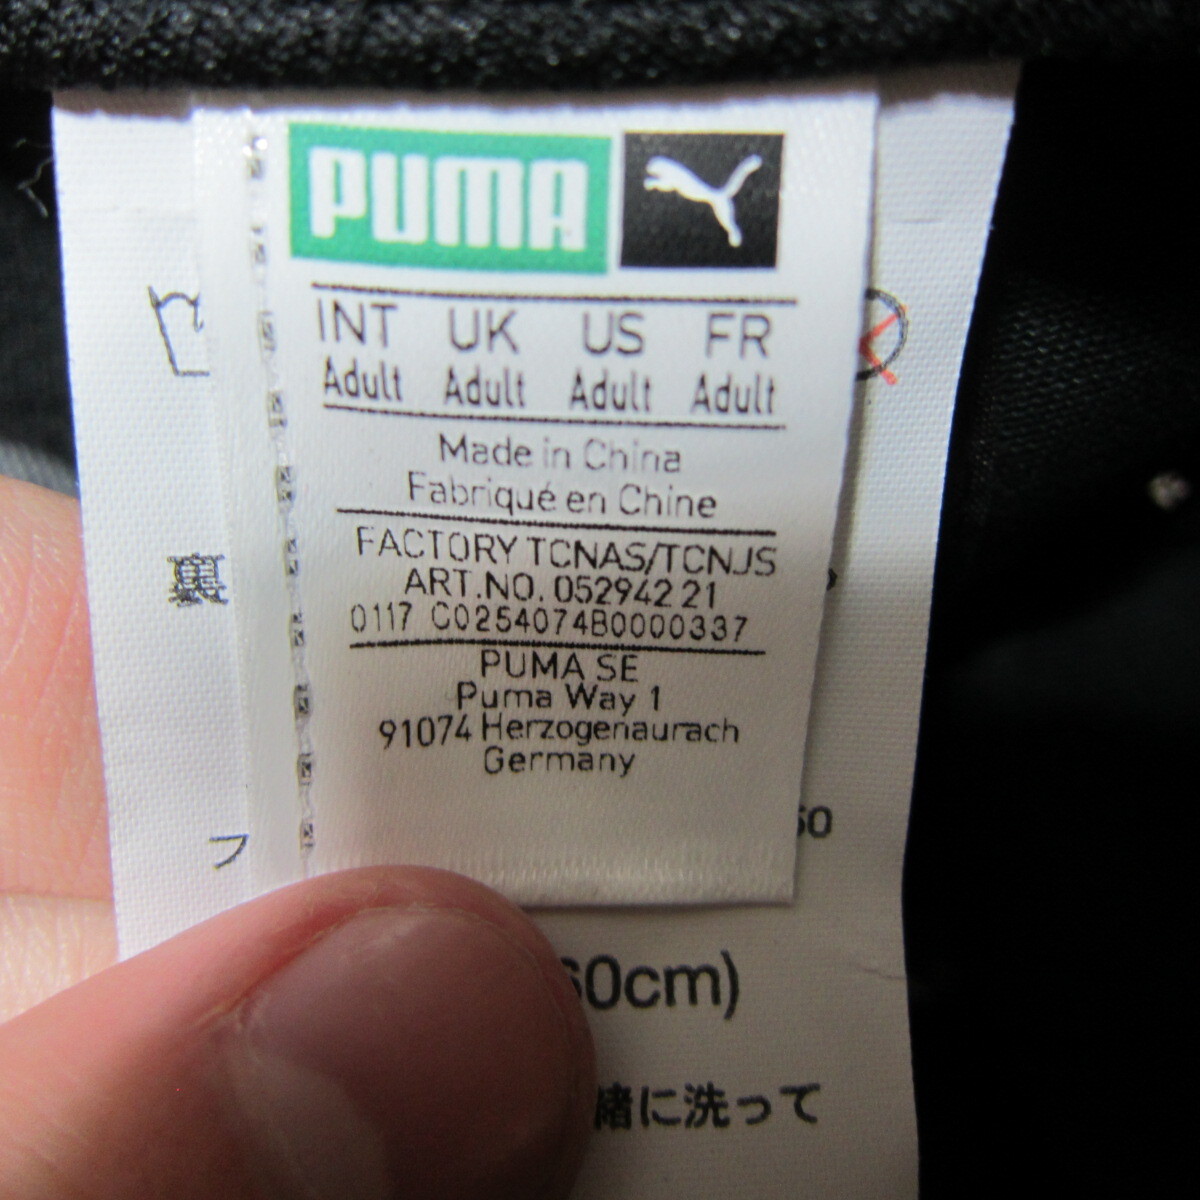 PUMA
INT UK US FR
Adult Adult Adult Adult
Made in China
Fabriqué en Chine
FACTORY TCNAS/TCNJS
ART.NO. 052942 21
0117 C0254074B0000337
PUMA SE
Puma Way 1
91074 Herzogenaurach
Germany
裏
フ 50
60cm)
緒に洗って